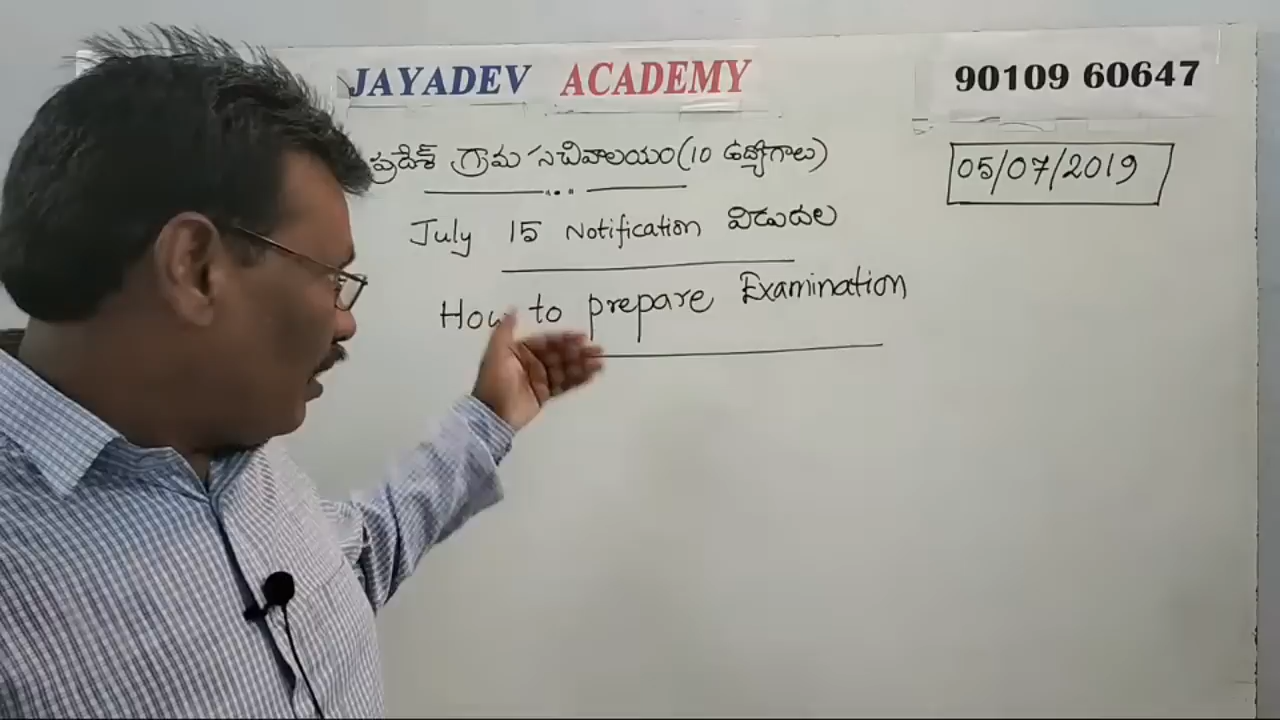 JAYADEV ACADEMY
90109 60647
ప్రదేశ్ గ్రామ సచివాలయం (10 ఉద్యోగాలు)
05/07/2019
July 15 Notification విడుదల
How to prepare Examination